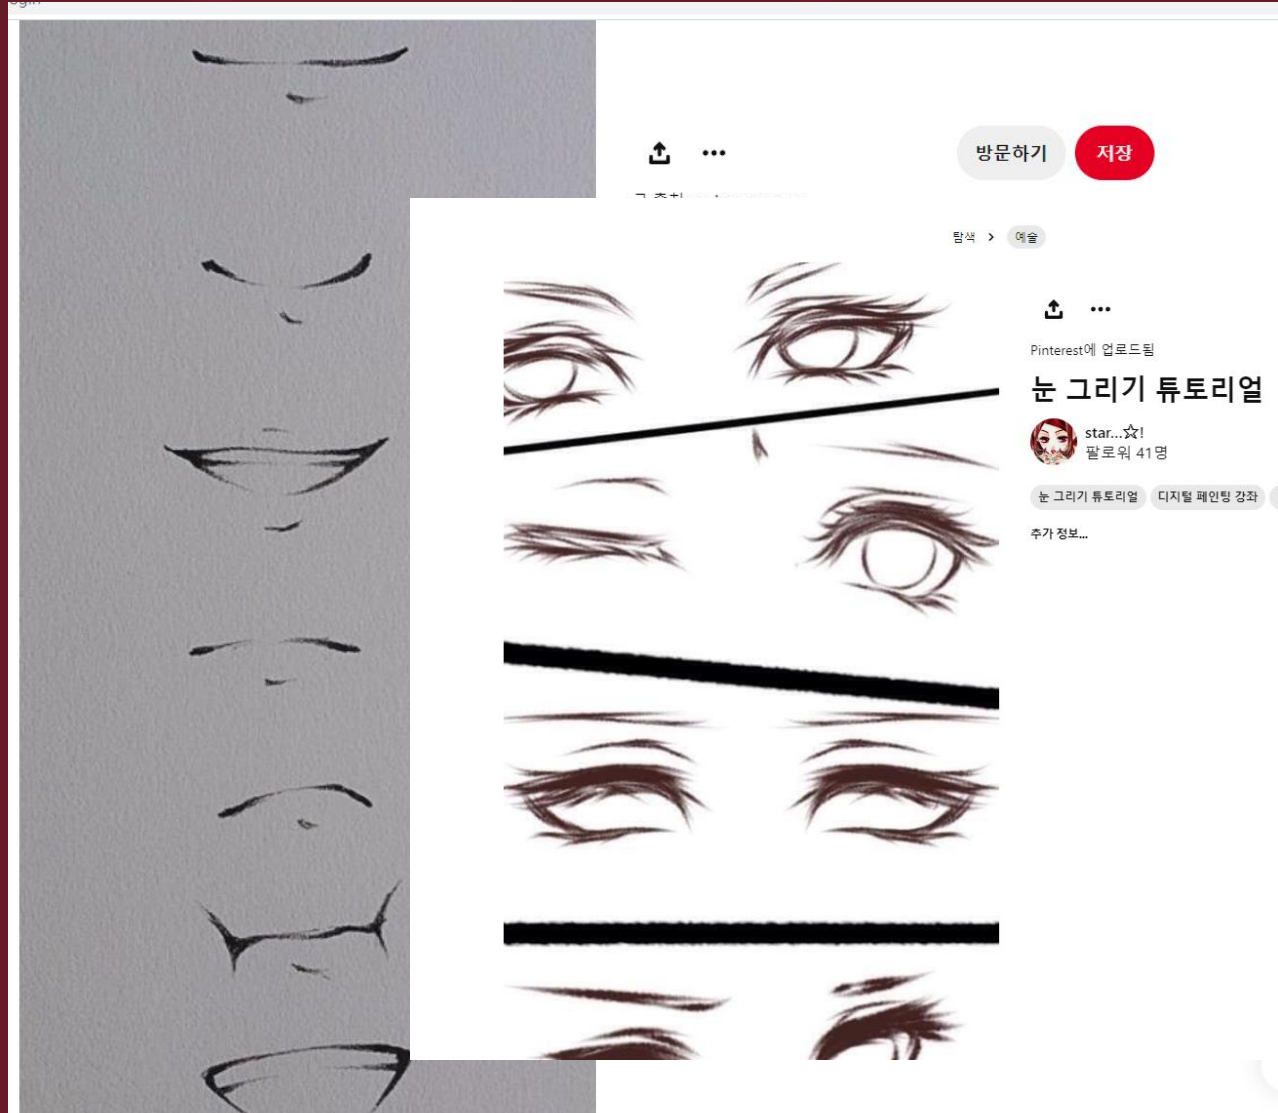 방문하기
저장
탐색 > 예술
Pinterest에 업로드됨
눈 그리기 튜토리얼
star...☆!
팔로워 41명
눈 그리기 튜토리얼 디지털 페인팅 강좌
추가 정보...